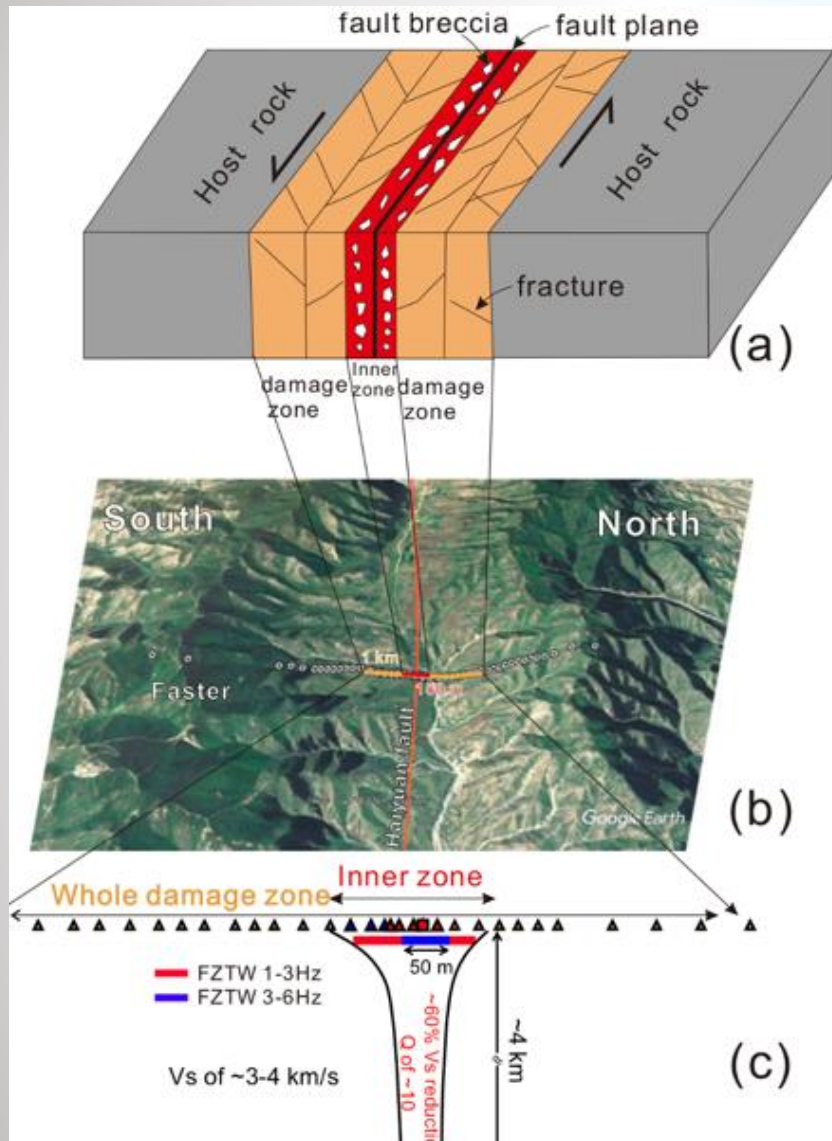 fault breccia
fault plane
Host rock
Host rock
fracture
(a)
damage
zone
Inner
zone
damage
zone
South
North
1 km
Faster
Haiyuan fault
Google Earth
(b)
Inner zone
Whole damage zone
50 m
FZTW 1-3Hz
FZTW 3-6Hz
~60% Vs
Q of ~10
~4 km
Vs of ~3-4 km/s
(c)